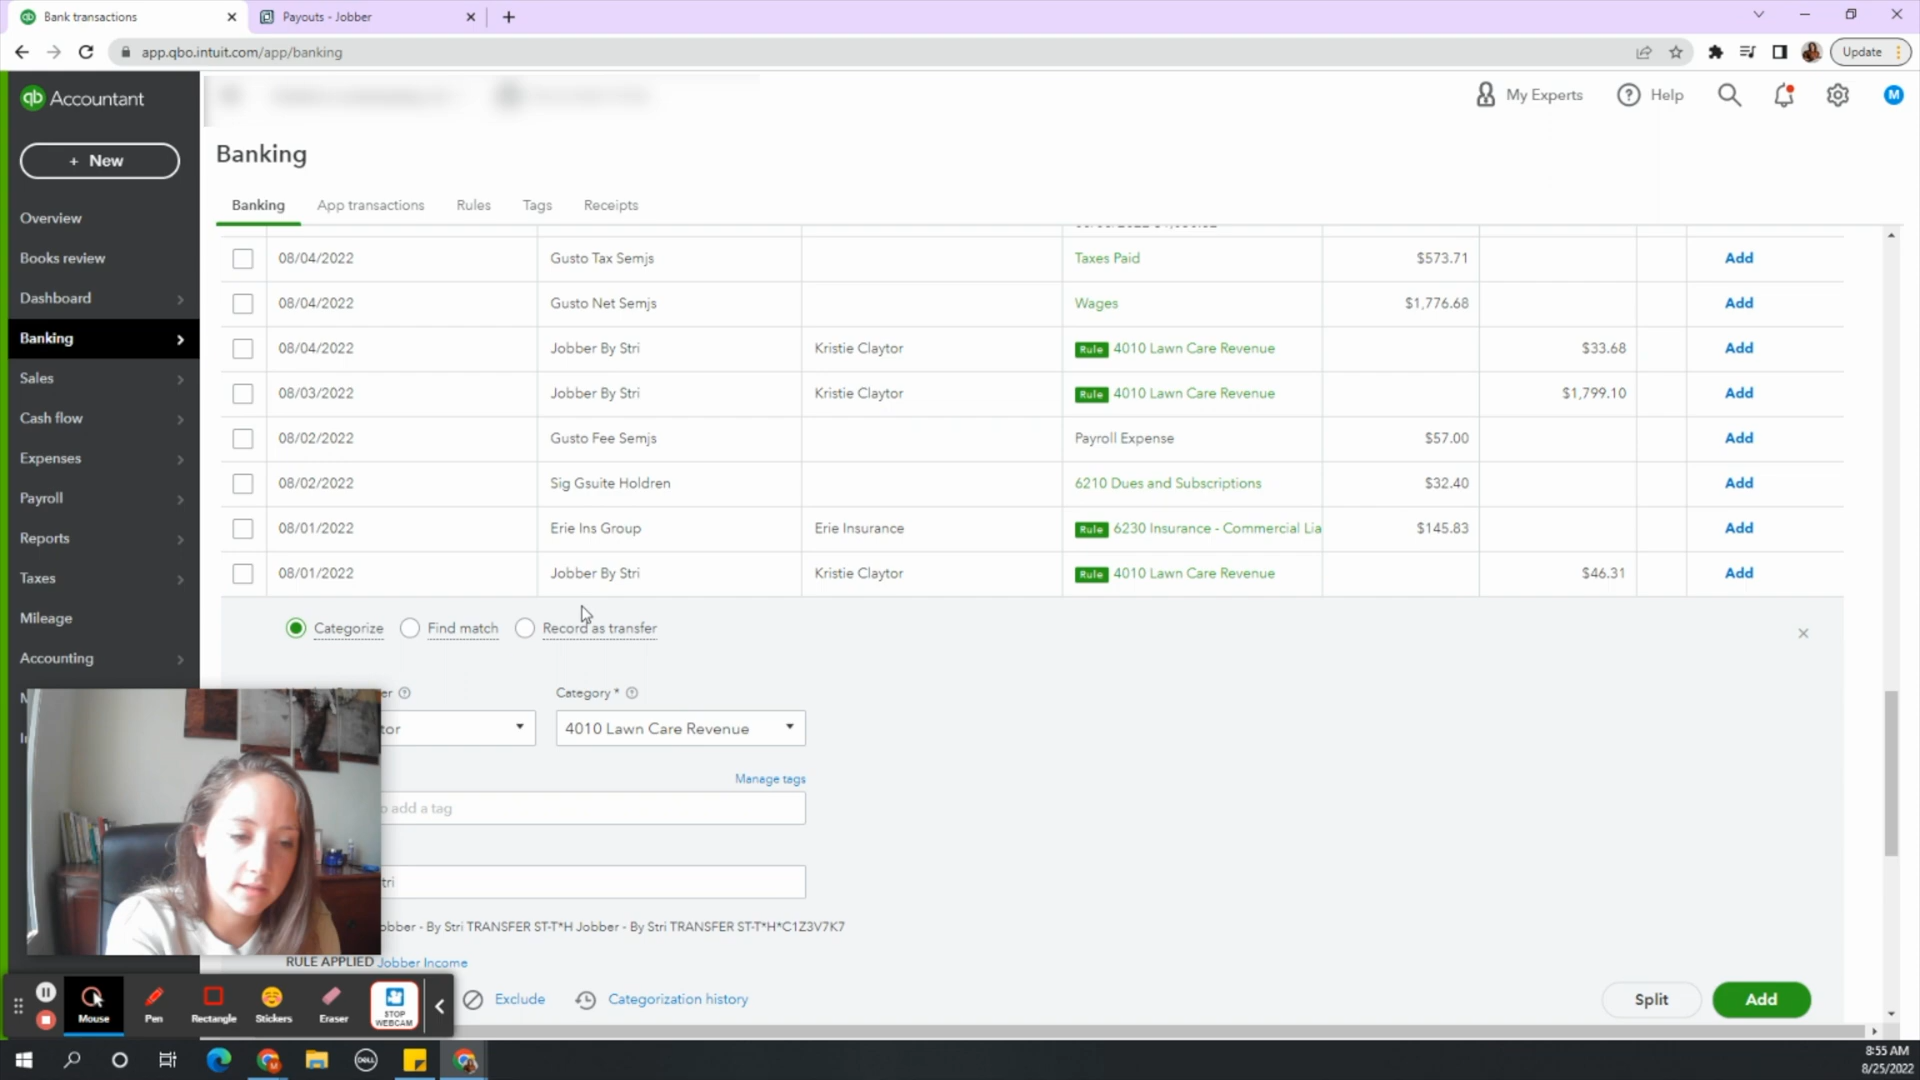 Bank transactions
Payouts - Jobber
app.qbo.intuit.com/app/banking
Update
qb Accountant
My Experts
Help
M
+ New
Banking
Banking
App transactions
Rules
Tags
Receipts
Overview
Books review
Dashboard
Banking
Sales
Cash flow
Expenses
Payroll
Reports
Taxes
Mileage
Accounting
08/04/2022 Gusto Tax Semjs Taxes Paid $573.71 Add
08/04/2022 Gusto Net Semjs Wages $1,776.68 Add
08/04/2022 Jobber By Stri Kristie Claytor Rule 4010 Lawn Care Revenue $33.68 Add
08/03/2022 Jobber By Stri Kristie Claytor Rule 4010 Lawn Care Revenue $1,799.10 Add
08/02/2022 Gusto Fee Semjs Payroll Expense $57.00 Add
08/02/2022 Sig Gsuite Holdren 6210 Dues and Subscriptions $32.40 Add
08/01/2022 Erie Ins Group Erie Insurance Rule 6230 Insurance - Commercial Lia $145.83 Add
08/01/2022 Jobber By Stri Kristie Claytor Rule 4010 Lawn Care Revenue $46.31 Add
Categorize
Find match
Record as transfer
er
Category *
tor
4010 Lawn Care Revenue
Manage tags
o add a tag
tri
obber - By Stri TRANSFER ST-T*H Jobber - By Stri TRANSFER ST-T*H*C1Z3V7K7
RULE APPLIED Jobber Income
Exclude
Categorization history
Split
Add
Mouse
Pen
Rectangle
Stickers
Eraser
STOP
WEBCAM
DELL
8:55 AM
8/25/2022